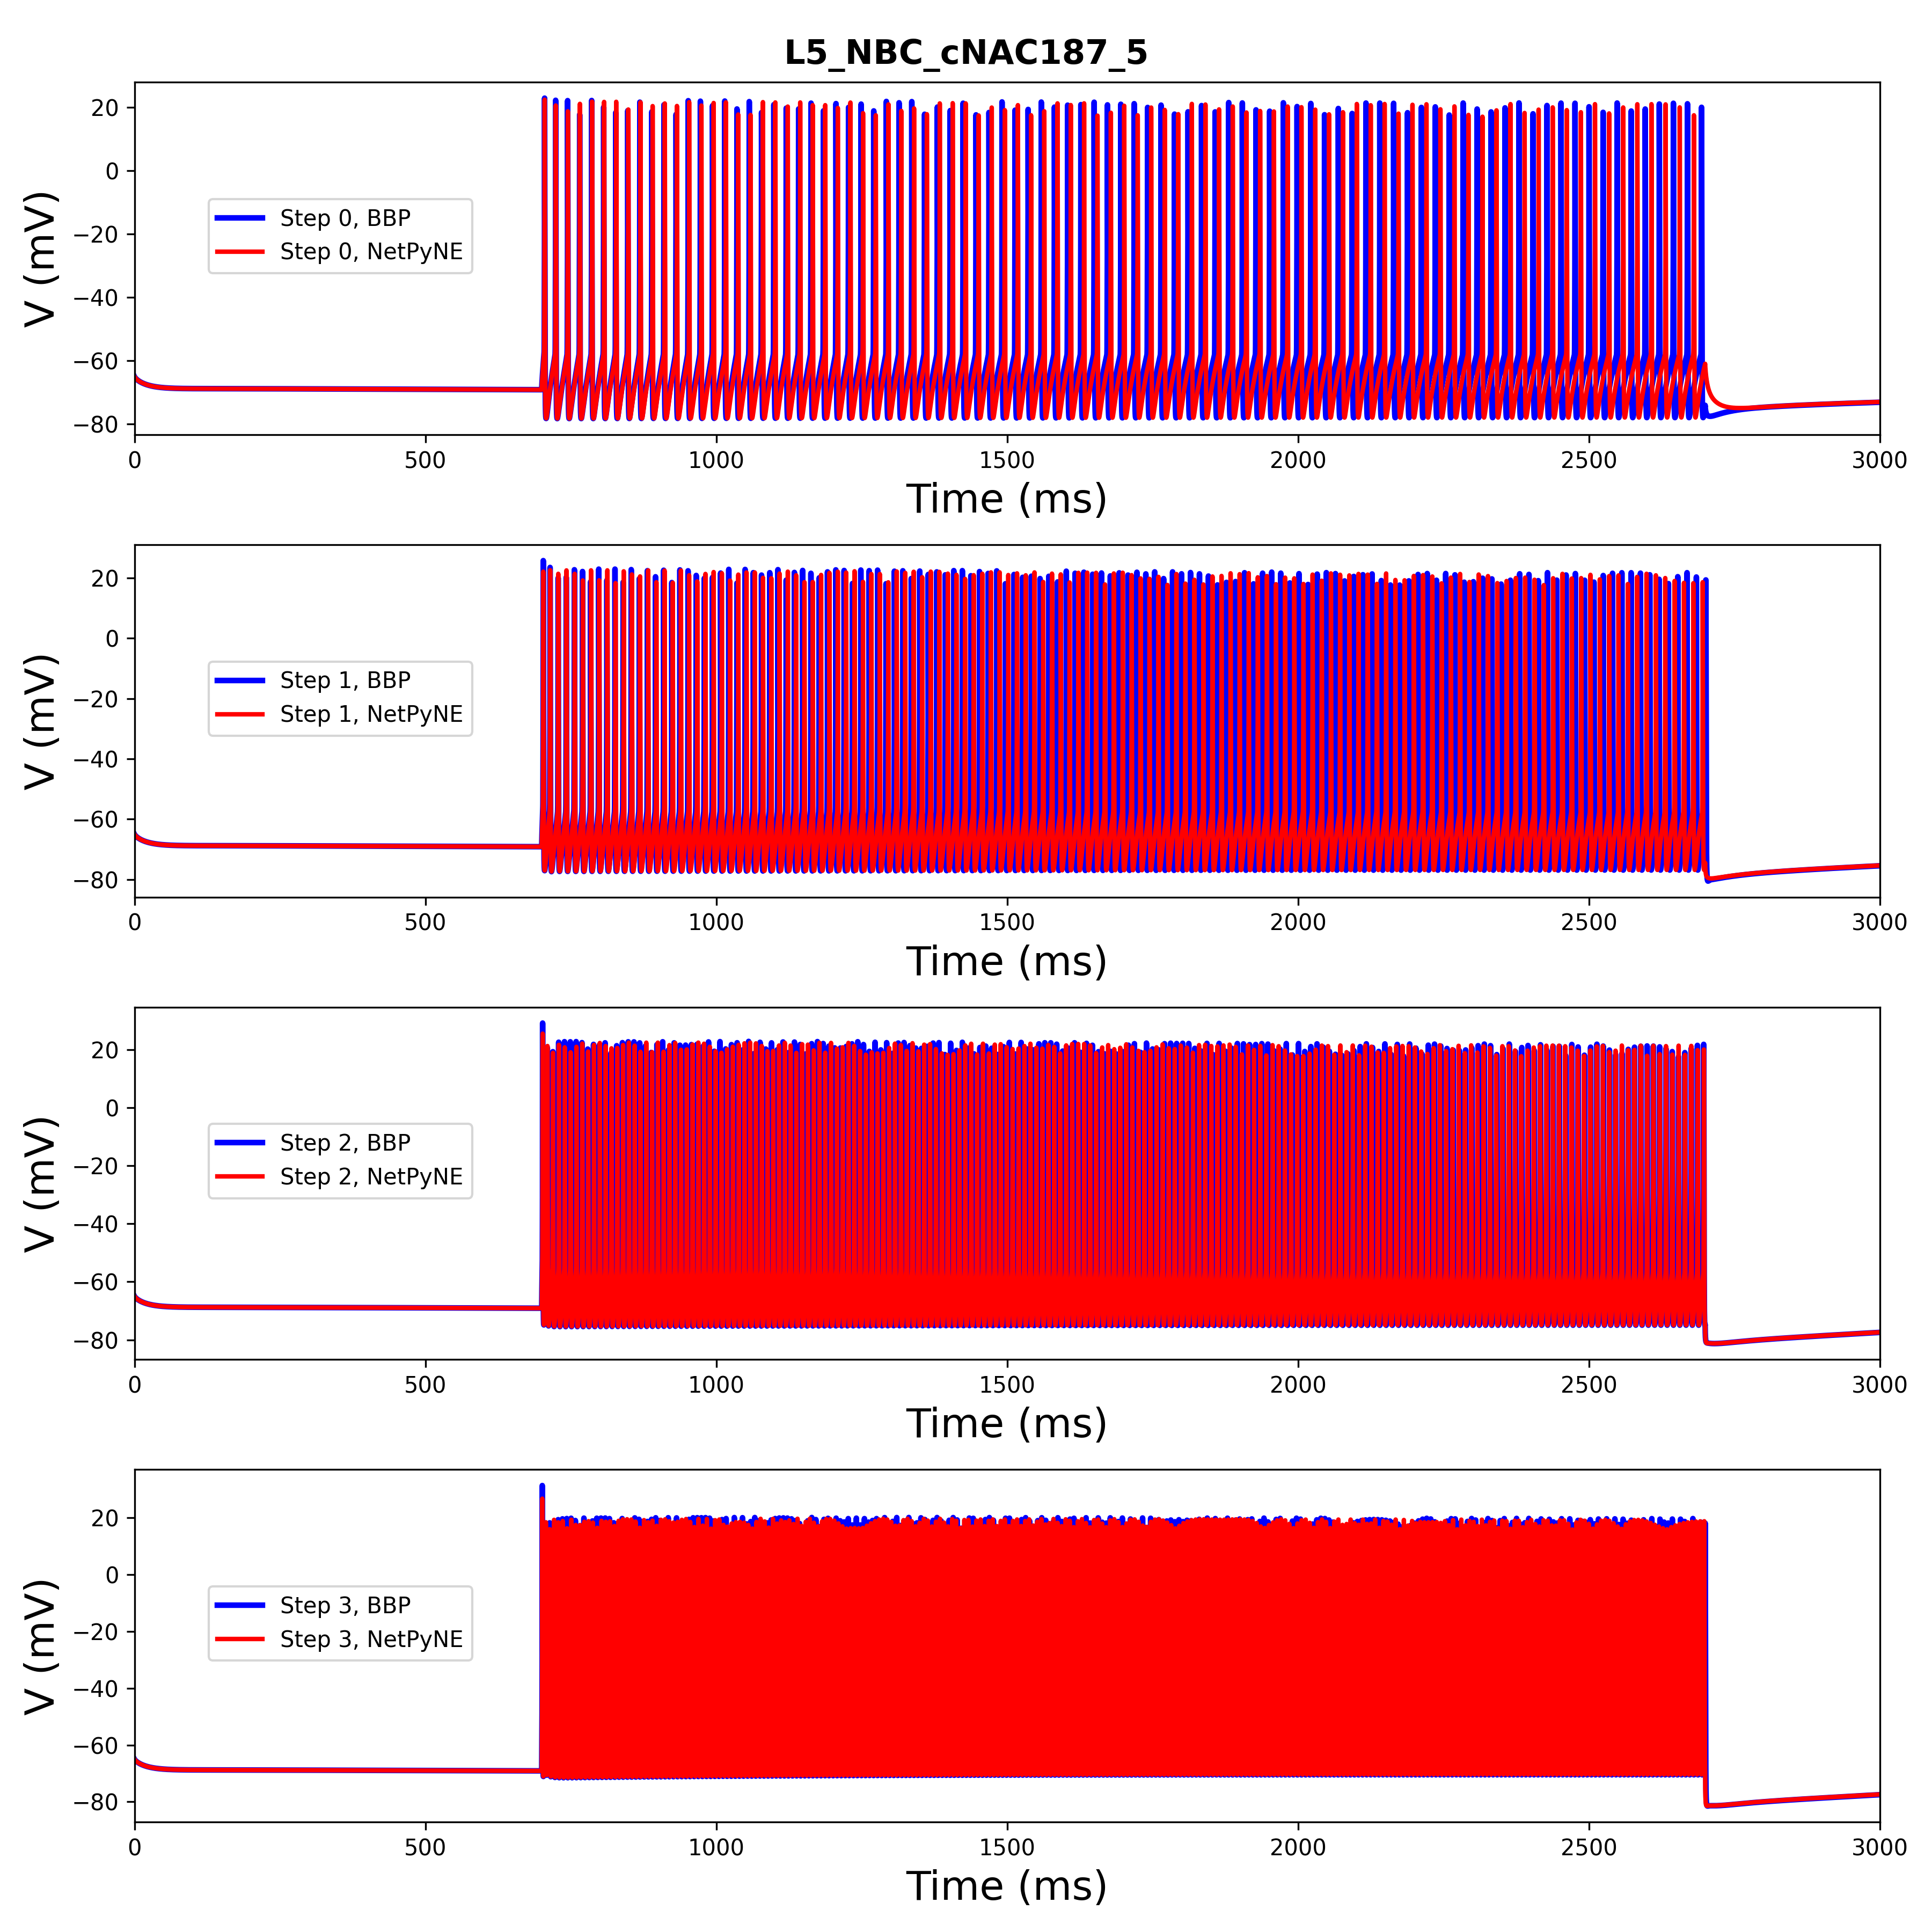 L5_NBC_cNAC187_5
20
0
−20
−40
−60
−80
V (mV)
Step 0, BBP
Step 0, NetPyNE
0 500 1000 1500 2000 2500 3000
Time (ms)
20
0
−20
−40
−60
−80
V (mV)
Step 1, BBP
Step 1, NetPyNE
0 500 1000 1500 2000 2500 3000
Time (ms)
20
0
−20
−40
−60
−80
V (mV)
Step 2, BBP
Step 2, NetPyNE
0 500 1000 1500 2000 2500 3000
Time (ms)
20
0
−20
−40
−60
−80
V (mV)
Step 3, BBP
Step 3, NetPyNE
0 500 1000 1500 2000 2500 3000
Time (ms)